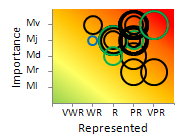 Importance
Mv
Mj
Md
Mr
Ml
VWR WR R PR VPR
Represented